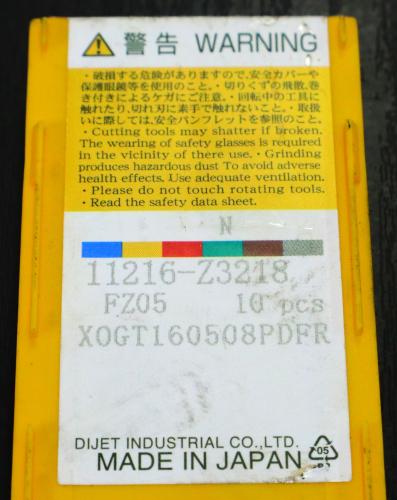 警告 WARNING
・破損する危険がありますので、安全カバーや
保護眼鏡等を使用のこと。・切りくずの飛散、巻
き付きによるケガにご注意。・回転中の工具に
触れたり、切れ刃に素手で触れないこと。・取扱
いに際しては、安全パンフレットを参照のこと。
・Cutting tools may shatter if broken.
The wearing of safety glasses is required
in the vicinity of there use. ・Grinding
produces hazardous dust To avoid adverse
health effects. Use adequate ventilation.
・Please do not touch rotating tools.
・Read the safety data sheet.
N
11216-Z3218
FZ05 10 pcs
XOGT160508PDFR
DIJET INDUSTRIAL CO.,LTD.
MADE IN JAPAN
05